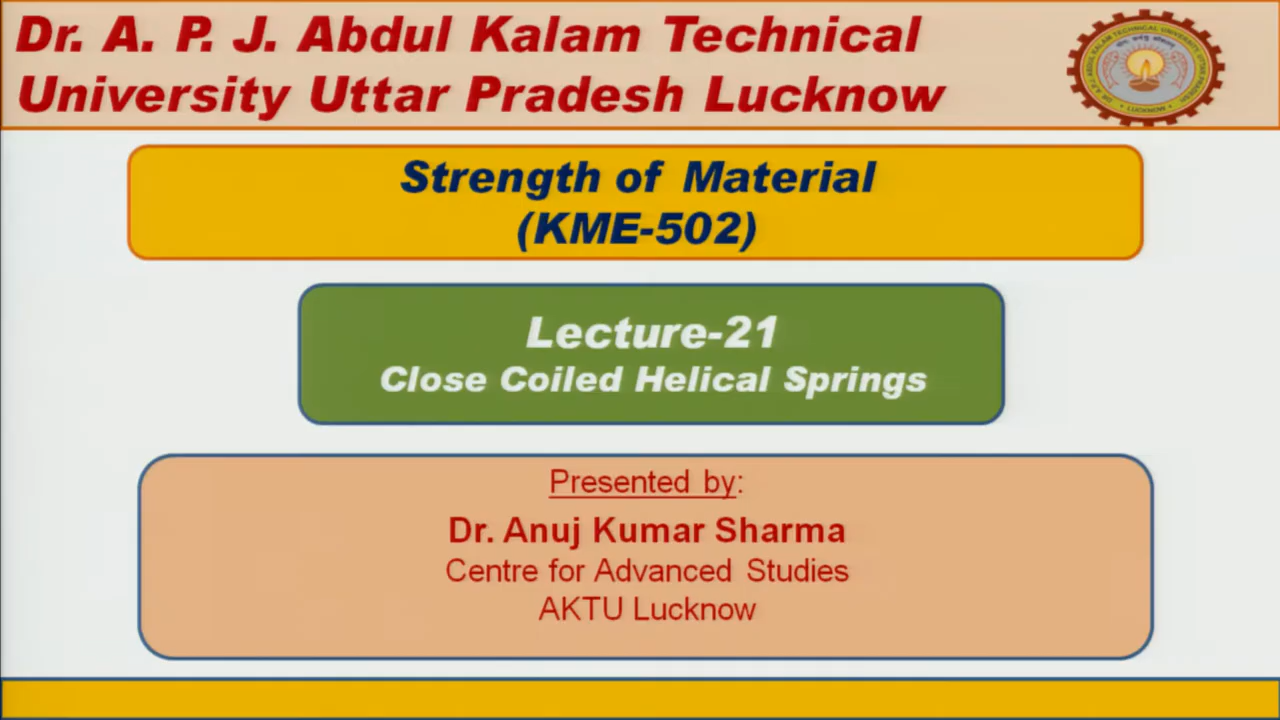 Dr. A. P. J. Abdul Kalam Technical
University Uttar Pradesh Lucknow
Strength of Material
(KME-502)
Lecture-21
Close Coiled Helical Springs
Presented by:
Dr. Anuj Kumar Sharma
Centre for Advanced Studies
AKTU Lucknow